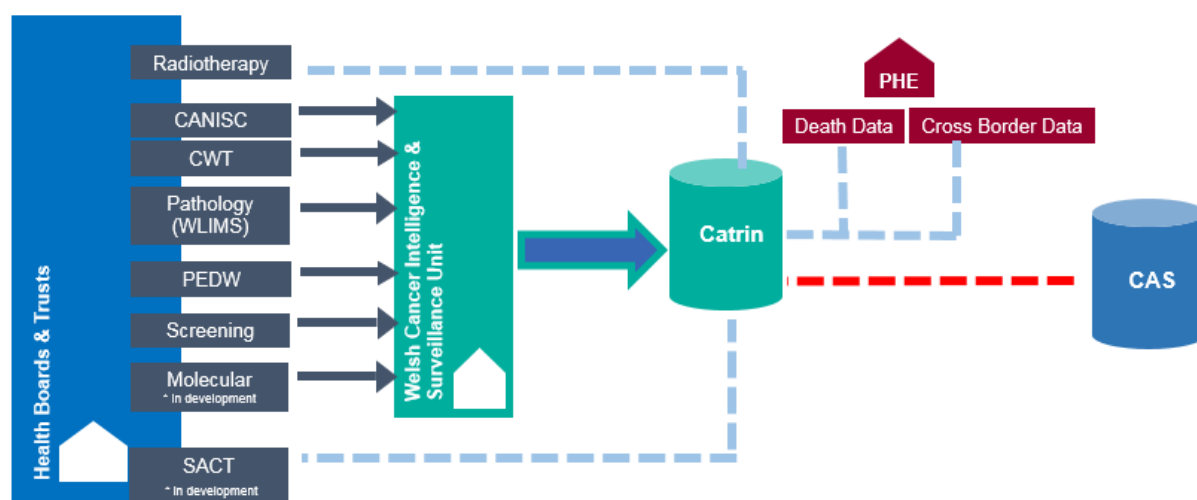 Health Boards & Trusts
Radiotherapy
CANISC
CWT
Pathology
(WLIMS)
PEDW
Screening
Molecular
* In development
SACT
* In development
Welsh Cancer Intelligence &
Surveillance Unit
Catrin
PHE
Death Data
Cross Border Data
CAS